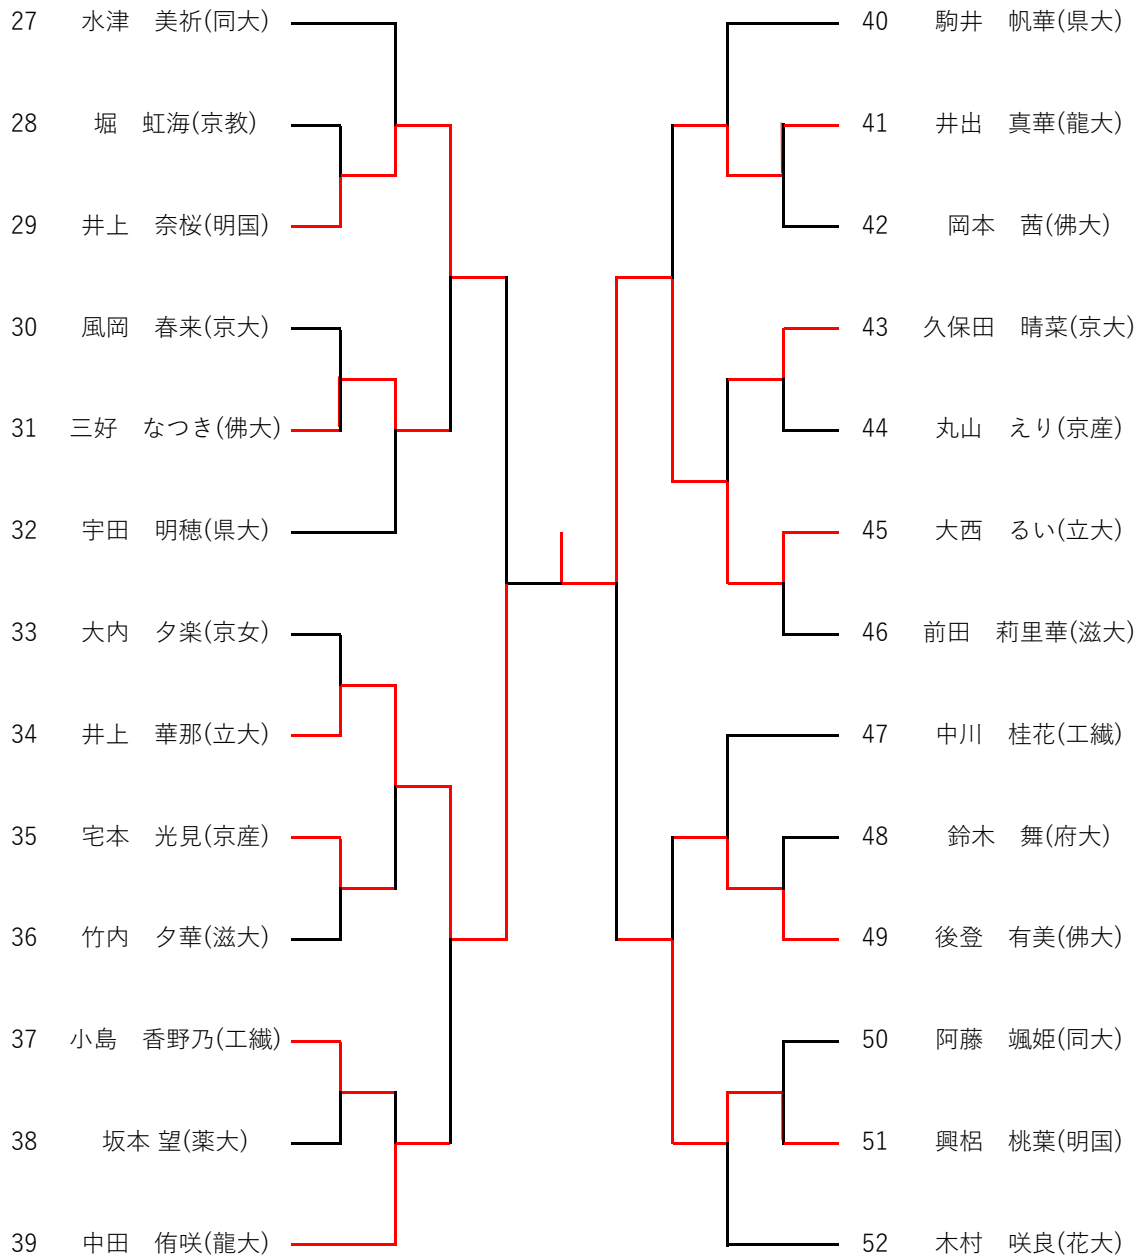 27 水津　美祈(同大)
28 堀　虹海(京教)
29 井上　奈桜(明国)
30 風岡　春来(京大)
31 三好　なつき(佛大)
32 宇田　明穂(県大)
33 大内　夕楽(京女)
34 井上　華那(立大)
35 宅本　光見(京産)
36 竹内　夕華(滋大)
37 小島　香野乃(工繊)
38 坂本 望(薬大)
39 中田　侑咲(龍大)
40 駒井　帆華(県大)
41 井出　真華(龍大)
42 岡本　茜(佛大)
43 久保田　晴菜(京大)
44 丸山　えり(京産)
45 大西　るい(立大)
46 前田　莉里華(滋大)
47 中川　桂花(工繊)
48 鈴木　舞(府大)
49 後登　有美(佛大)
50 阿藤　颯姫(同大)
51 興梠　桃葉(明国)
52 木村　咲良(花大)